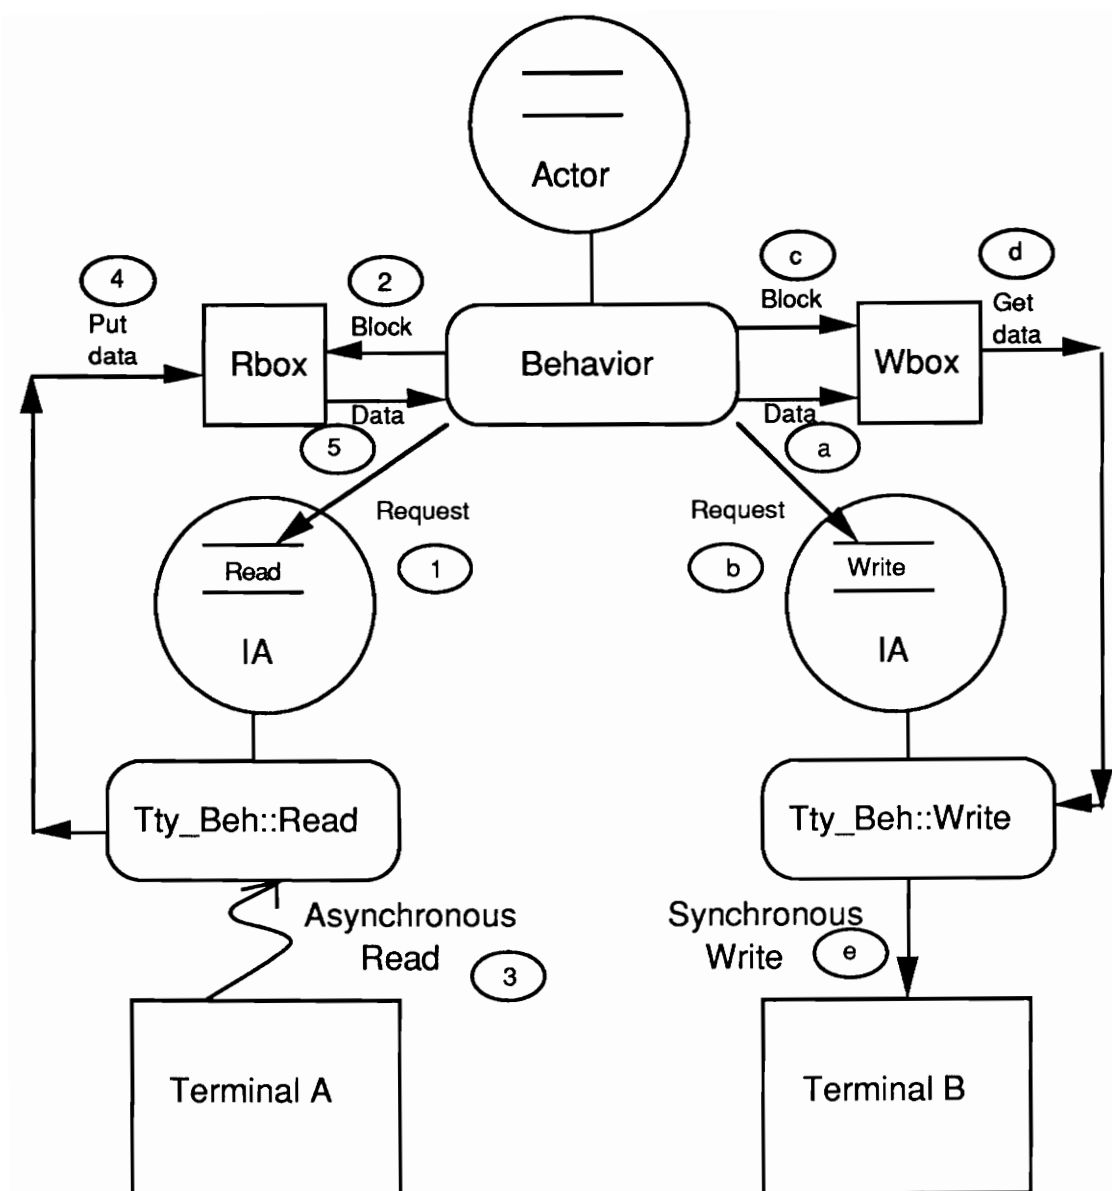 Actor
4
Put
data
2
Block
c
Block
d
Get
data
Rbox
Behavior
Wbox
Data
5
Data
a
Request
1
Request
b
Read
IA
Write
IA
Tty_Beh::Read
Tty_Beh::Write
Asynchronous
Read
3
Synchronous
Write
e
Terminal A
Terminal B